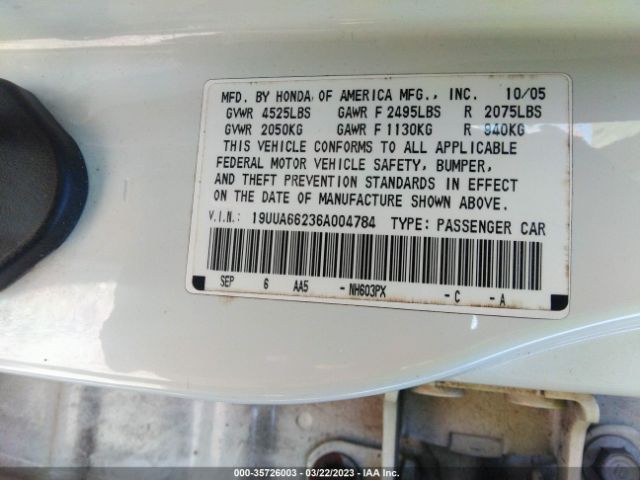 MFD. BY HONDA OF AMERICA MFG., INC. 10/05
GVWR 4525LBS GAWR F 2495LBS R 2075LBS
GVWR 2050KG GAWR F 1130KG R 940KG
THIS VEHICLE CONFORMS TO ALL APPLICABLE
FEDERAL MOTOR VEHICLE SAFETY, BUMPER,
AND THEFT PREVENTION STANDARDS IN EFFECT
ON THE DATE OF MANUFACTURE SHOWN ABOVE.
V.I.N.: 19UUA66236A004784 TYPE: PASSENGER CAR
SEP 6 AA5 - NH603PX - C - A
000-35726003 - 03/22/2023 - IAA Inc.